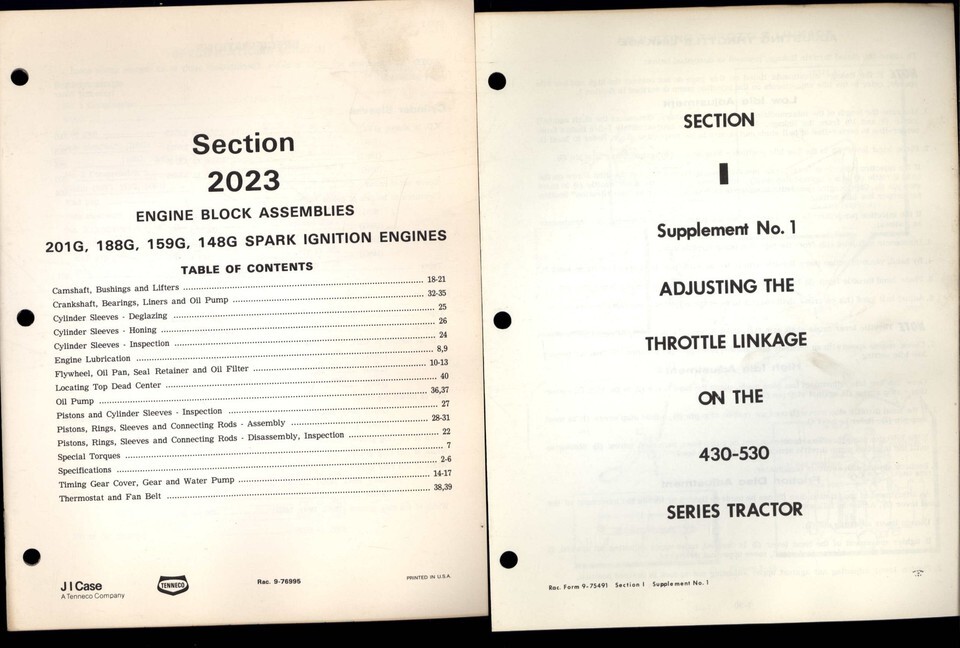 Section
2023
ENGINE BLOCK ASSEMBLIES
201G, 188G, 159G, 148G SPARK IGNITION ENGINES
TABLE OF CONTENTS
Camshaft, Bushings and Lifters ........ 18-21
Crankshaft, Bearings, Liners and Oil Pump ........ 32-35
Cylinder Sleeves - Deglazing ........ 25
Cylinder Sleeves - Honing ........ 26
Cylinder Sleeves - Inspection ........ 24
Engine Lubrication ........ 8,9
Flywheel, Oil Pan, Seal Retainer and Oil Filter ........ 10-13
Locating Top Dead Center ........ 40
Oil Pump ........ 36,37
Pistons and Cylinder Sleeves - Inspection ........ 27
Pistons, Rings, Sleeves and Connecting Rods - Assembly ........ 28-31
Pistons, Rings, Sleeves and Connecting Rods - Disassembly, Inspection ........ 22
Special Torques ........ 7
Specifications ........ 2-6
Timing Gear Cover, Gear and Water Pump ........ 14-17
Thermostat and Fan Belt ........ 38,39
J I Case
A Tenneco Company
TENNECO
Rac. 9-76995
PRINTED IN U.S.A.
SECTION
I
Supplement No. 1
ADJUSTING THE
THROTTLE LINKAGE
ON THE
430-530
SERIES TRACTOR
Rac. Form 9-75491 Section I Supplement No. 1